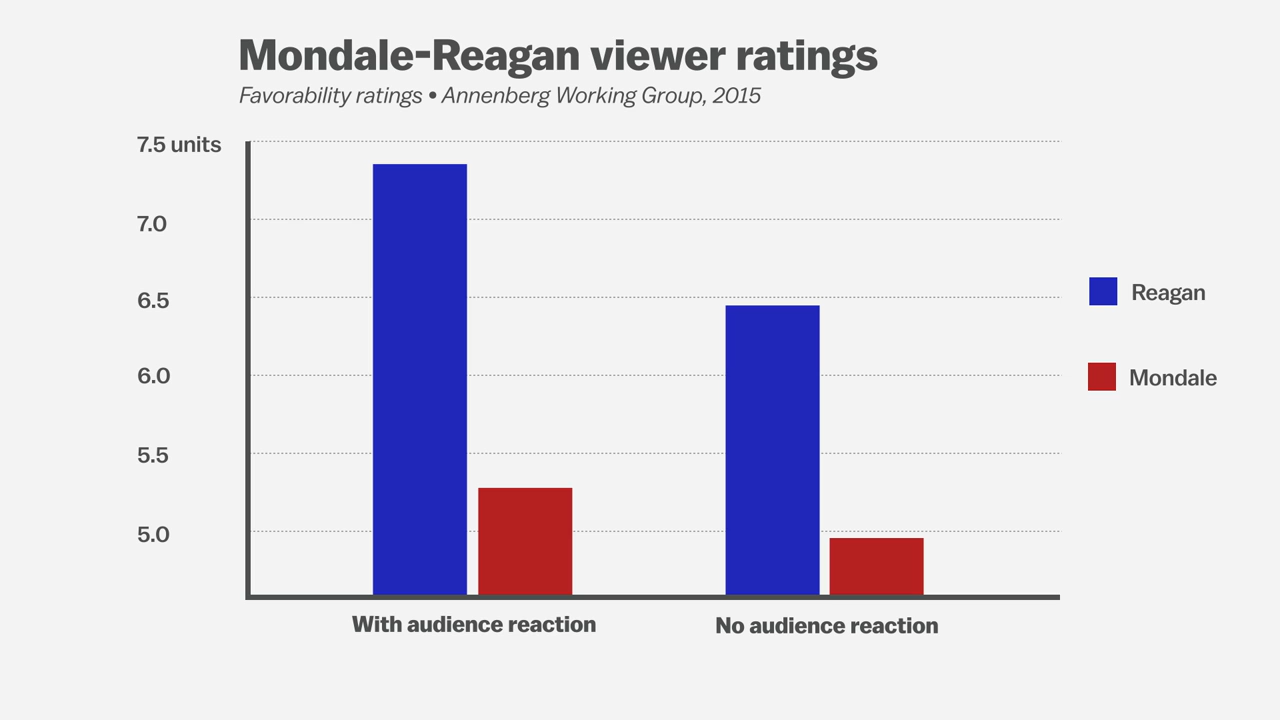 Mondale-Reagan viewer ratings
Favorability ratings • Annenberg Working Group, 2015
7.5 units
7.0
6.5
6.0
5.5
5.0
Reagan
Mondale
With audience reaction
No audience reaction